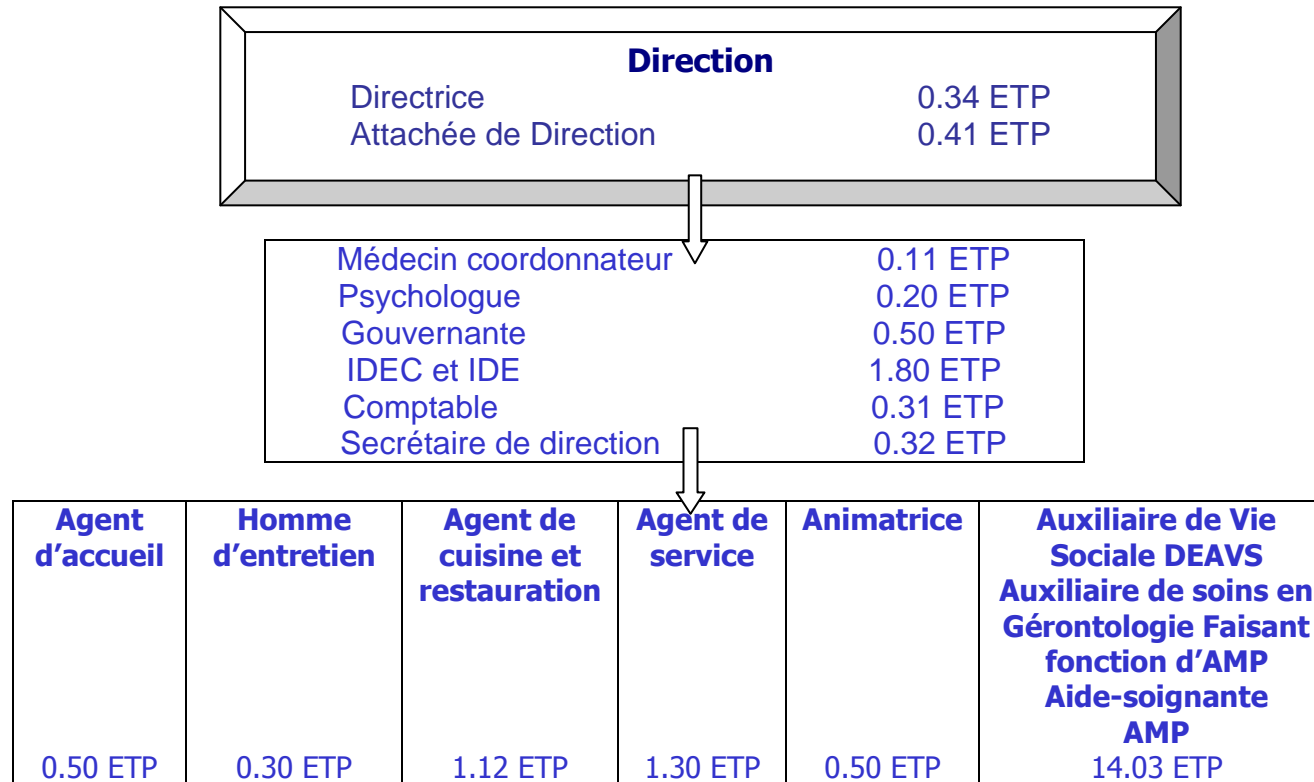 Direction
Directrice 0.34 ETP
Attachée de Direction 0.41 ETP
Médecin coordonnateur 0.11 ETP
Psychologue 0.20 ETP
Gouvernante 0.50 ETP
IDEC et IDE 1.80 ETP
Comptable 0.31 ETP
Secrétaire de direction 0.32 ETP
Agent
d’accueil
0.50 ETP
Homme
d’entretien
0.30 ETP
Agent de
cuisine et
restauration
1.12 ETP
Agent de
service
1.30 ETP
Animatrice
0.50 ETP
Auxiliaire de Vie
Sociale DEAVS
Auxiliaire de soins en
Gérontologie Faisant
fonction d’AMP
Aide-soignante
AMP
14.03 ETP